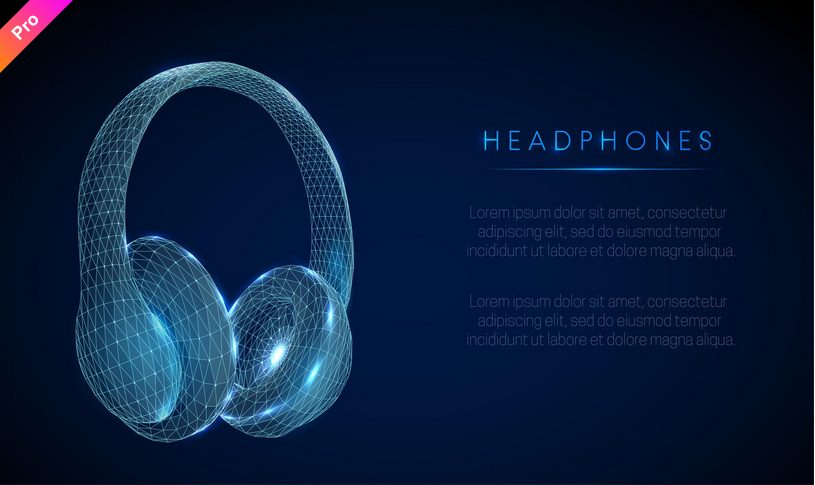 Pro
HEADPHONES
Lorem ipsum dolor sit amet, consectetur
adipiscing elit, sed do eiusmod tempor
incididunt ut labore et dolore magna aliqua.
Lorem ipsum dolor sit amet, consectetur
adipiscing elit, sed do eiusmod tempor
incididunt ut labore et dolore magna aliqua.